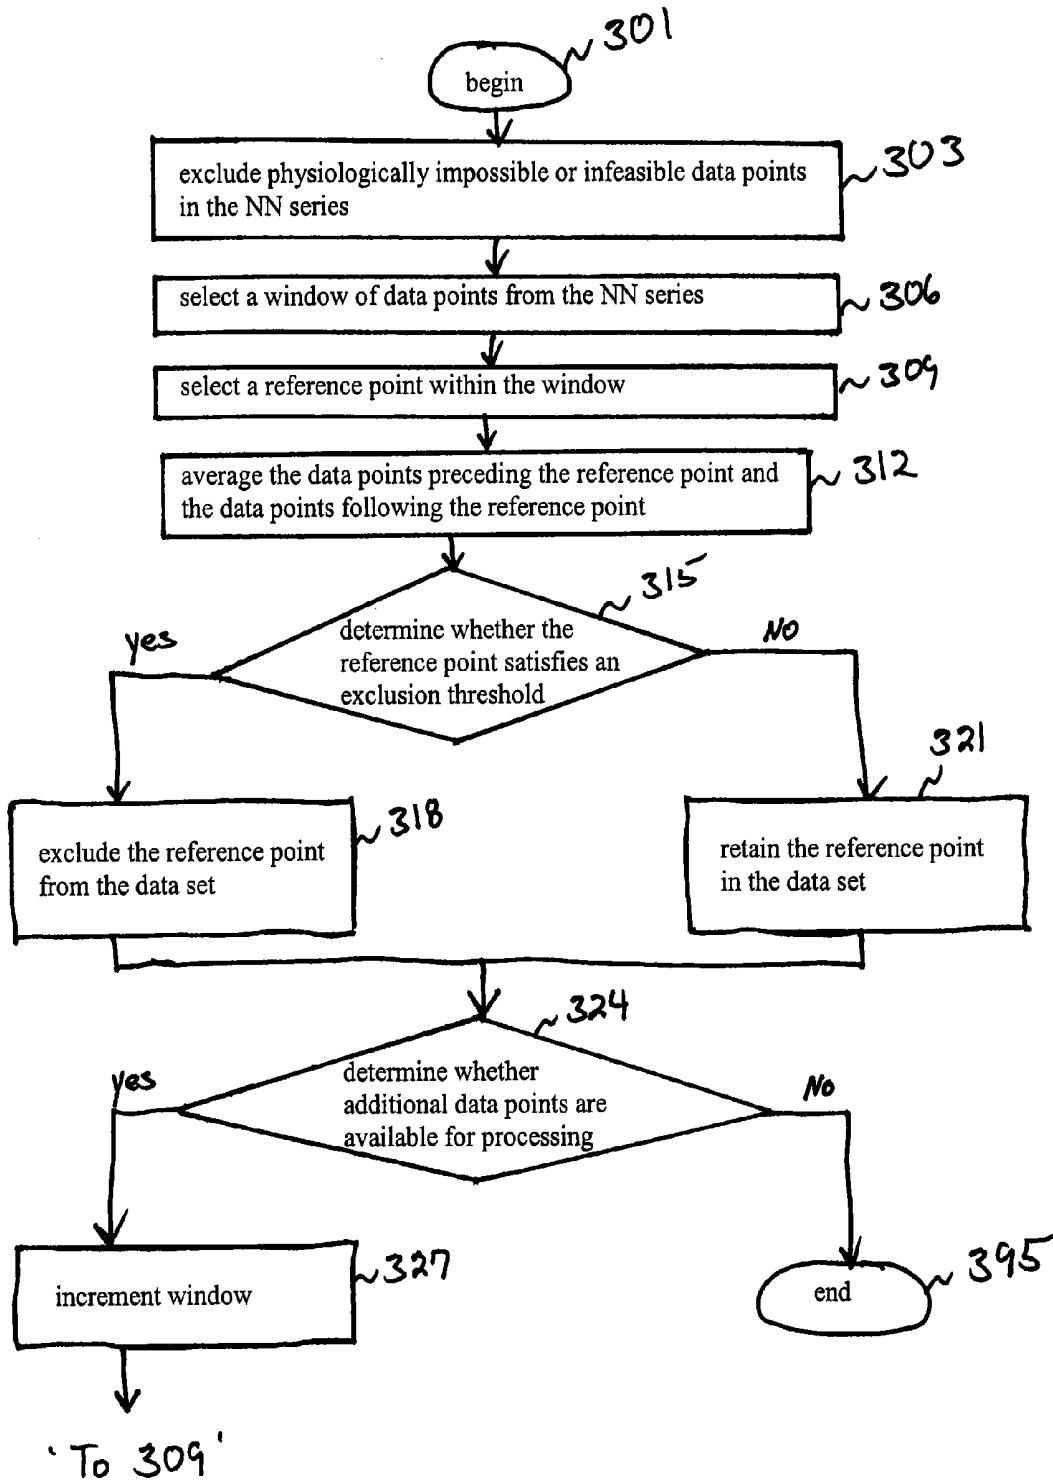 301
begin
303
exclude physiologically impossible or infeasible data points
in the NN series
306
select a window of data points from the NN series
309
select a reference point within the window
312
average the data points preceding the reference point and
the data points following the reference point
315
yes
No
determine whether the
reference point satisfies an
exclusion threshold
321
318
exclude the reference point
from the data set
retain the reference point
in the data set
324
yes
No
determine whether
additional data points are
available for processing
327
increment window
395
end
'To 309'